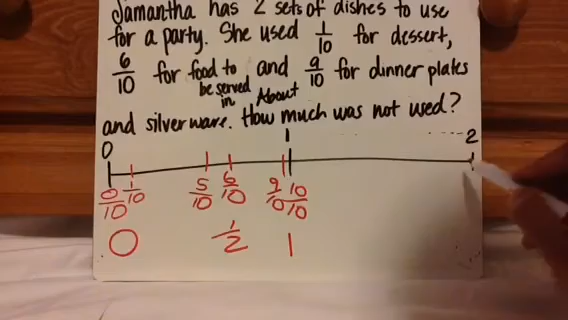 Samantha has 2 sets of dishes to use
for a party. She used 1/10 for dessert,
6/10 for food to be served in and 9/10 for dinner plates
and silverware. About How much was not used?
0 1 2
0/10 1/10 5/10 6/10 9/10 10/10
0 1/2 1